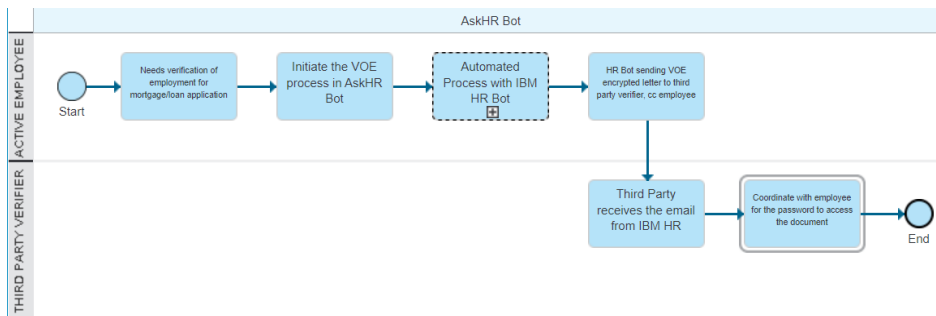 AskHR Bot
ACTIVE EMPLOYEE
Start
Needs verification of
employment for
mortgage/loan application
Initiate the VOE
process in AskHR
Bot
Automated
Process with IBM
HR Bot
HR Bot sending VOE
encrypted letter to third
party verifier, cc employee
THIRD PARTY VERIFIER
Third Party
receives the email
from IBM HR
Coordinate with employee
for the password to access
the document
End